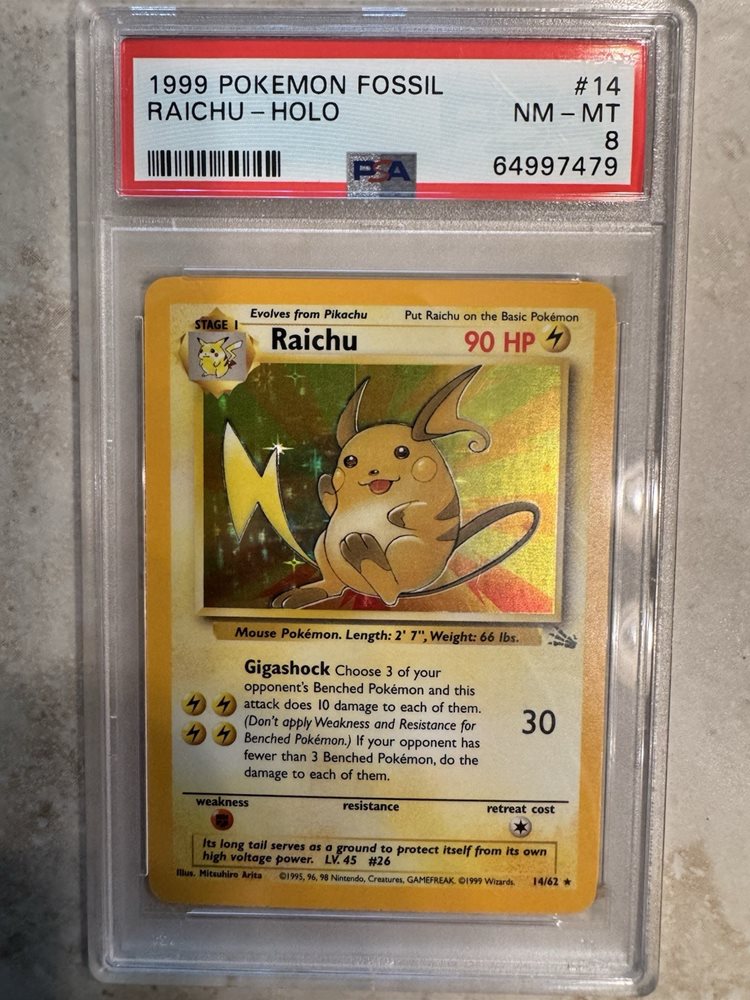 1999 POKEMON FOSSIL #14
RAICHU - HOLO NM - MT
8
PSA 64997479
STAGE 1 Evolves from Pikachu Put Raichu on the Basic Pokémon
Raichu 90 HP
Mouse Pokémon. Length: 2' 7", Weight: 66 lbs.
Gigashock Choose 3 of your
opponent's Benched Pokémon and this
attack does 10 damage to each of them.
(Don't apply Weakness and Resistance for
Benched Pokémon.) If your opponent has
fewer than 3 Benched Pokémon, do the
damage to each of them.
30
weakness resistance retreat cost
Its long tail serves as a ground to protect itself from its own
high voltage power. LV. 45 #26
Illus. Mitsuhiro Arita ©1995, 96, 98 Nintendo, Creatures, GAMEFREAK. ©1999 Wizards. 14/62 ★